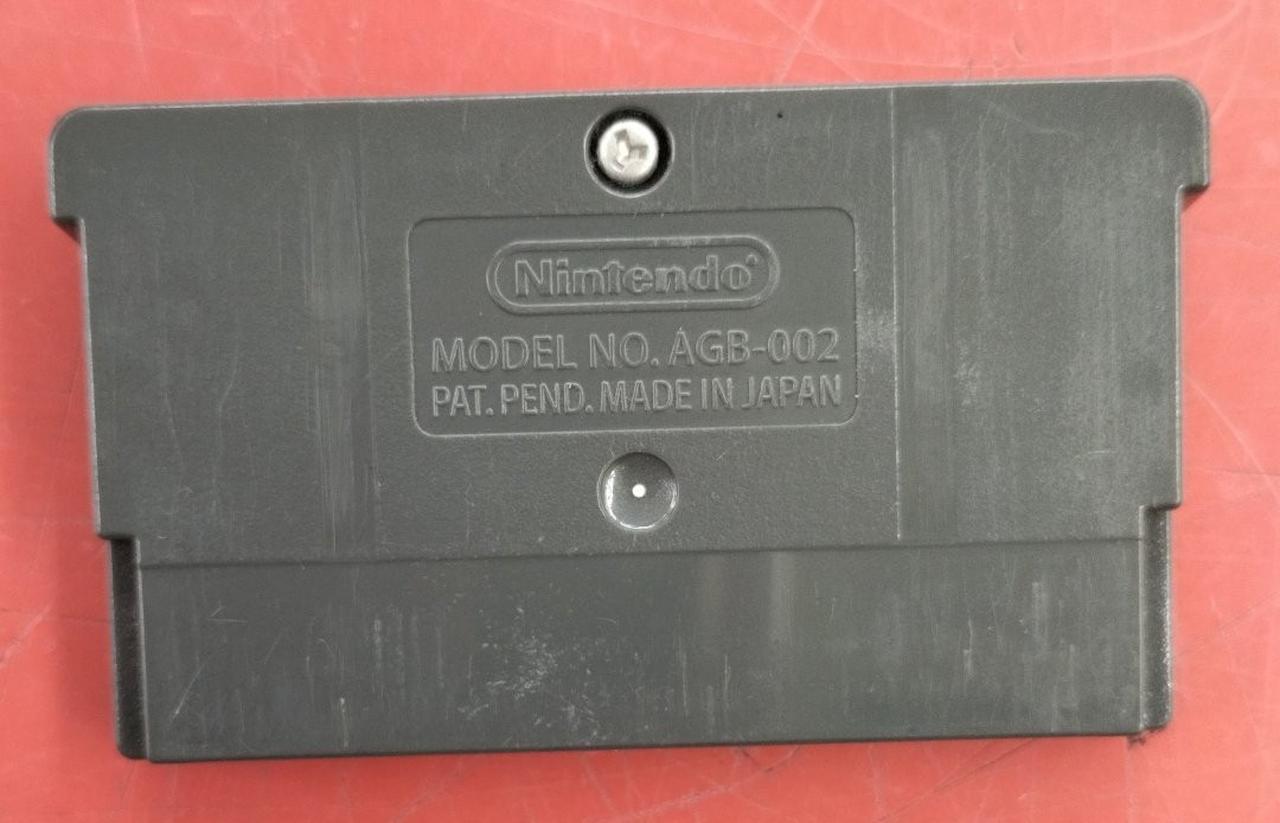 Nintendo
MODEL NO. AGB-002
PAT. PEND. MADE IN JAPAN